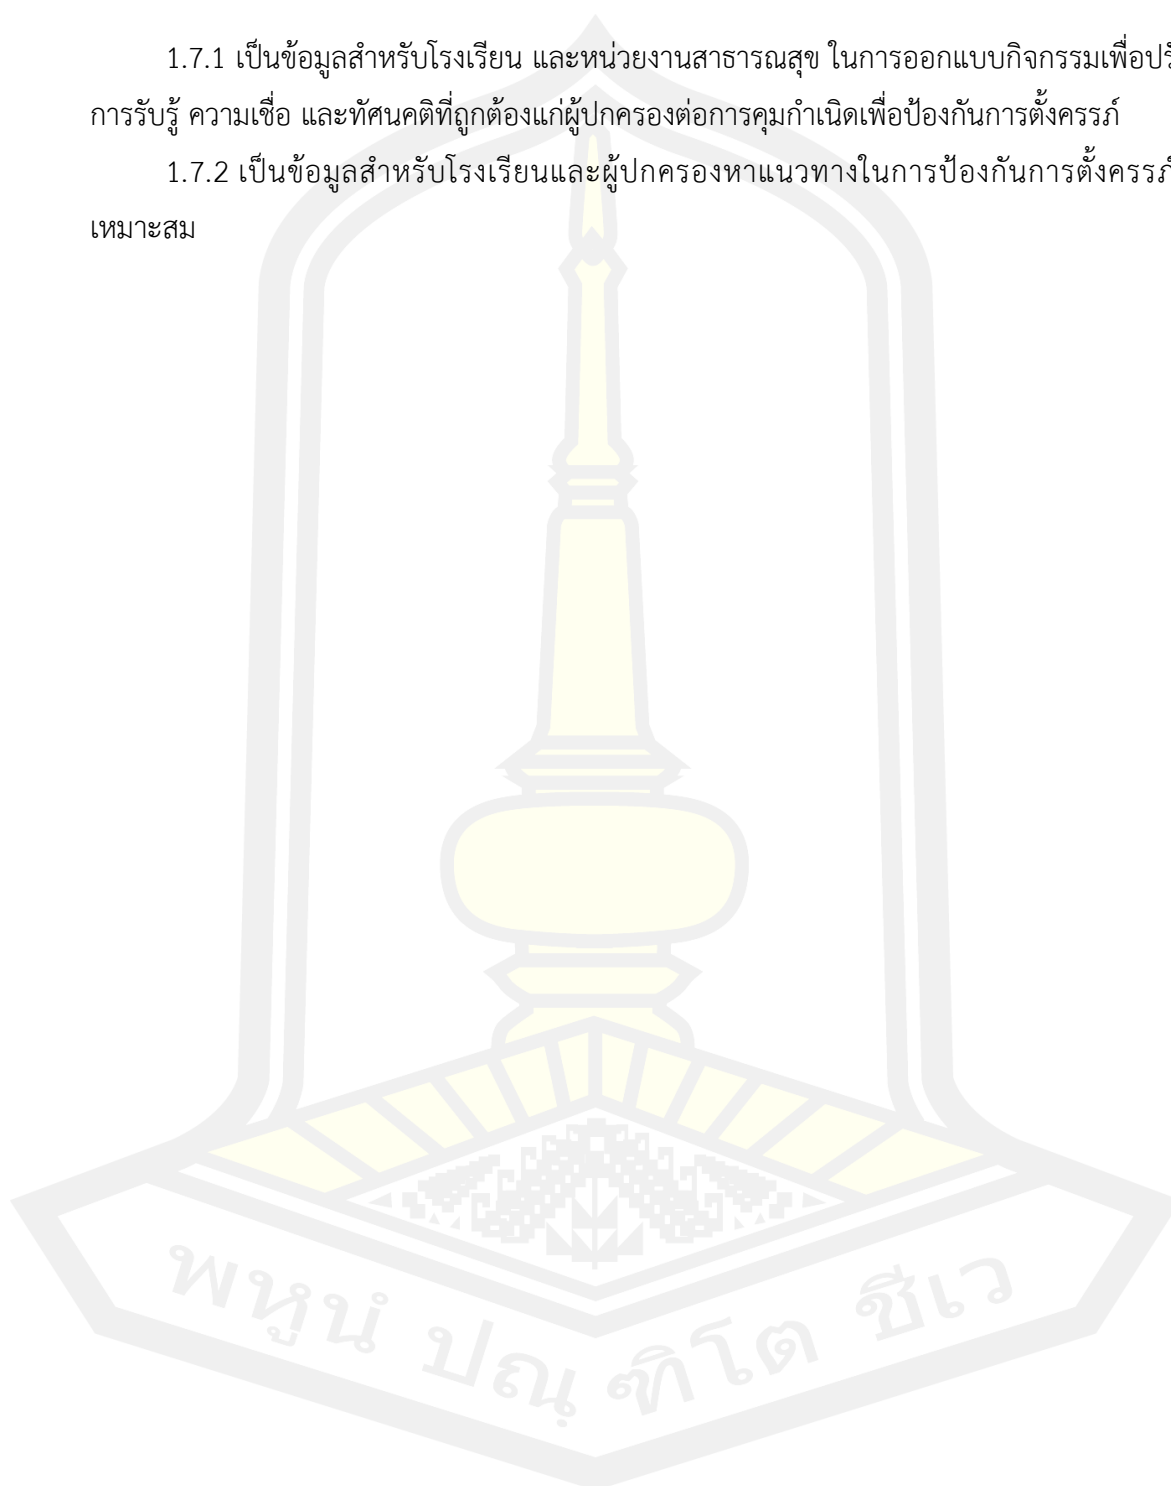 1.7.1 เป็นข้อมูลสำหรับโรงเรียน และหน่วยงานสาธารณสุข ในการออกแบบกิจกรรมเพื่อปรั
การรับรู้ ความเชื่อ และทัศนคติที่ถูกต้องแก่ผู้ปกครองต่อการคุมกำเนิดเพื่อป้องกันการตั้งครรภ์
1.7.2 เป็นข้อมูลสำหรับโรงเรียนและผู้ปกครองหาแนวทางในการป้องกันการตั้งครรภ์
เหมาะสม
พหูนํ ปณฺฑิโต ชีเว